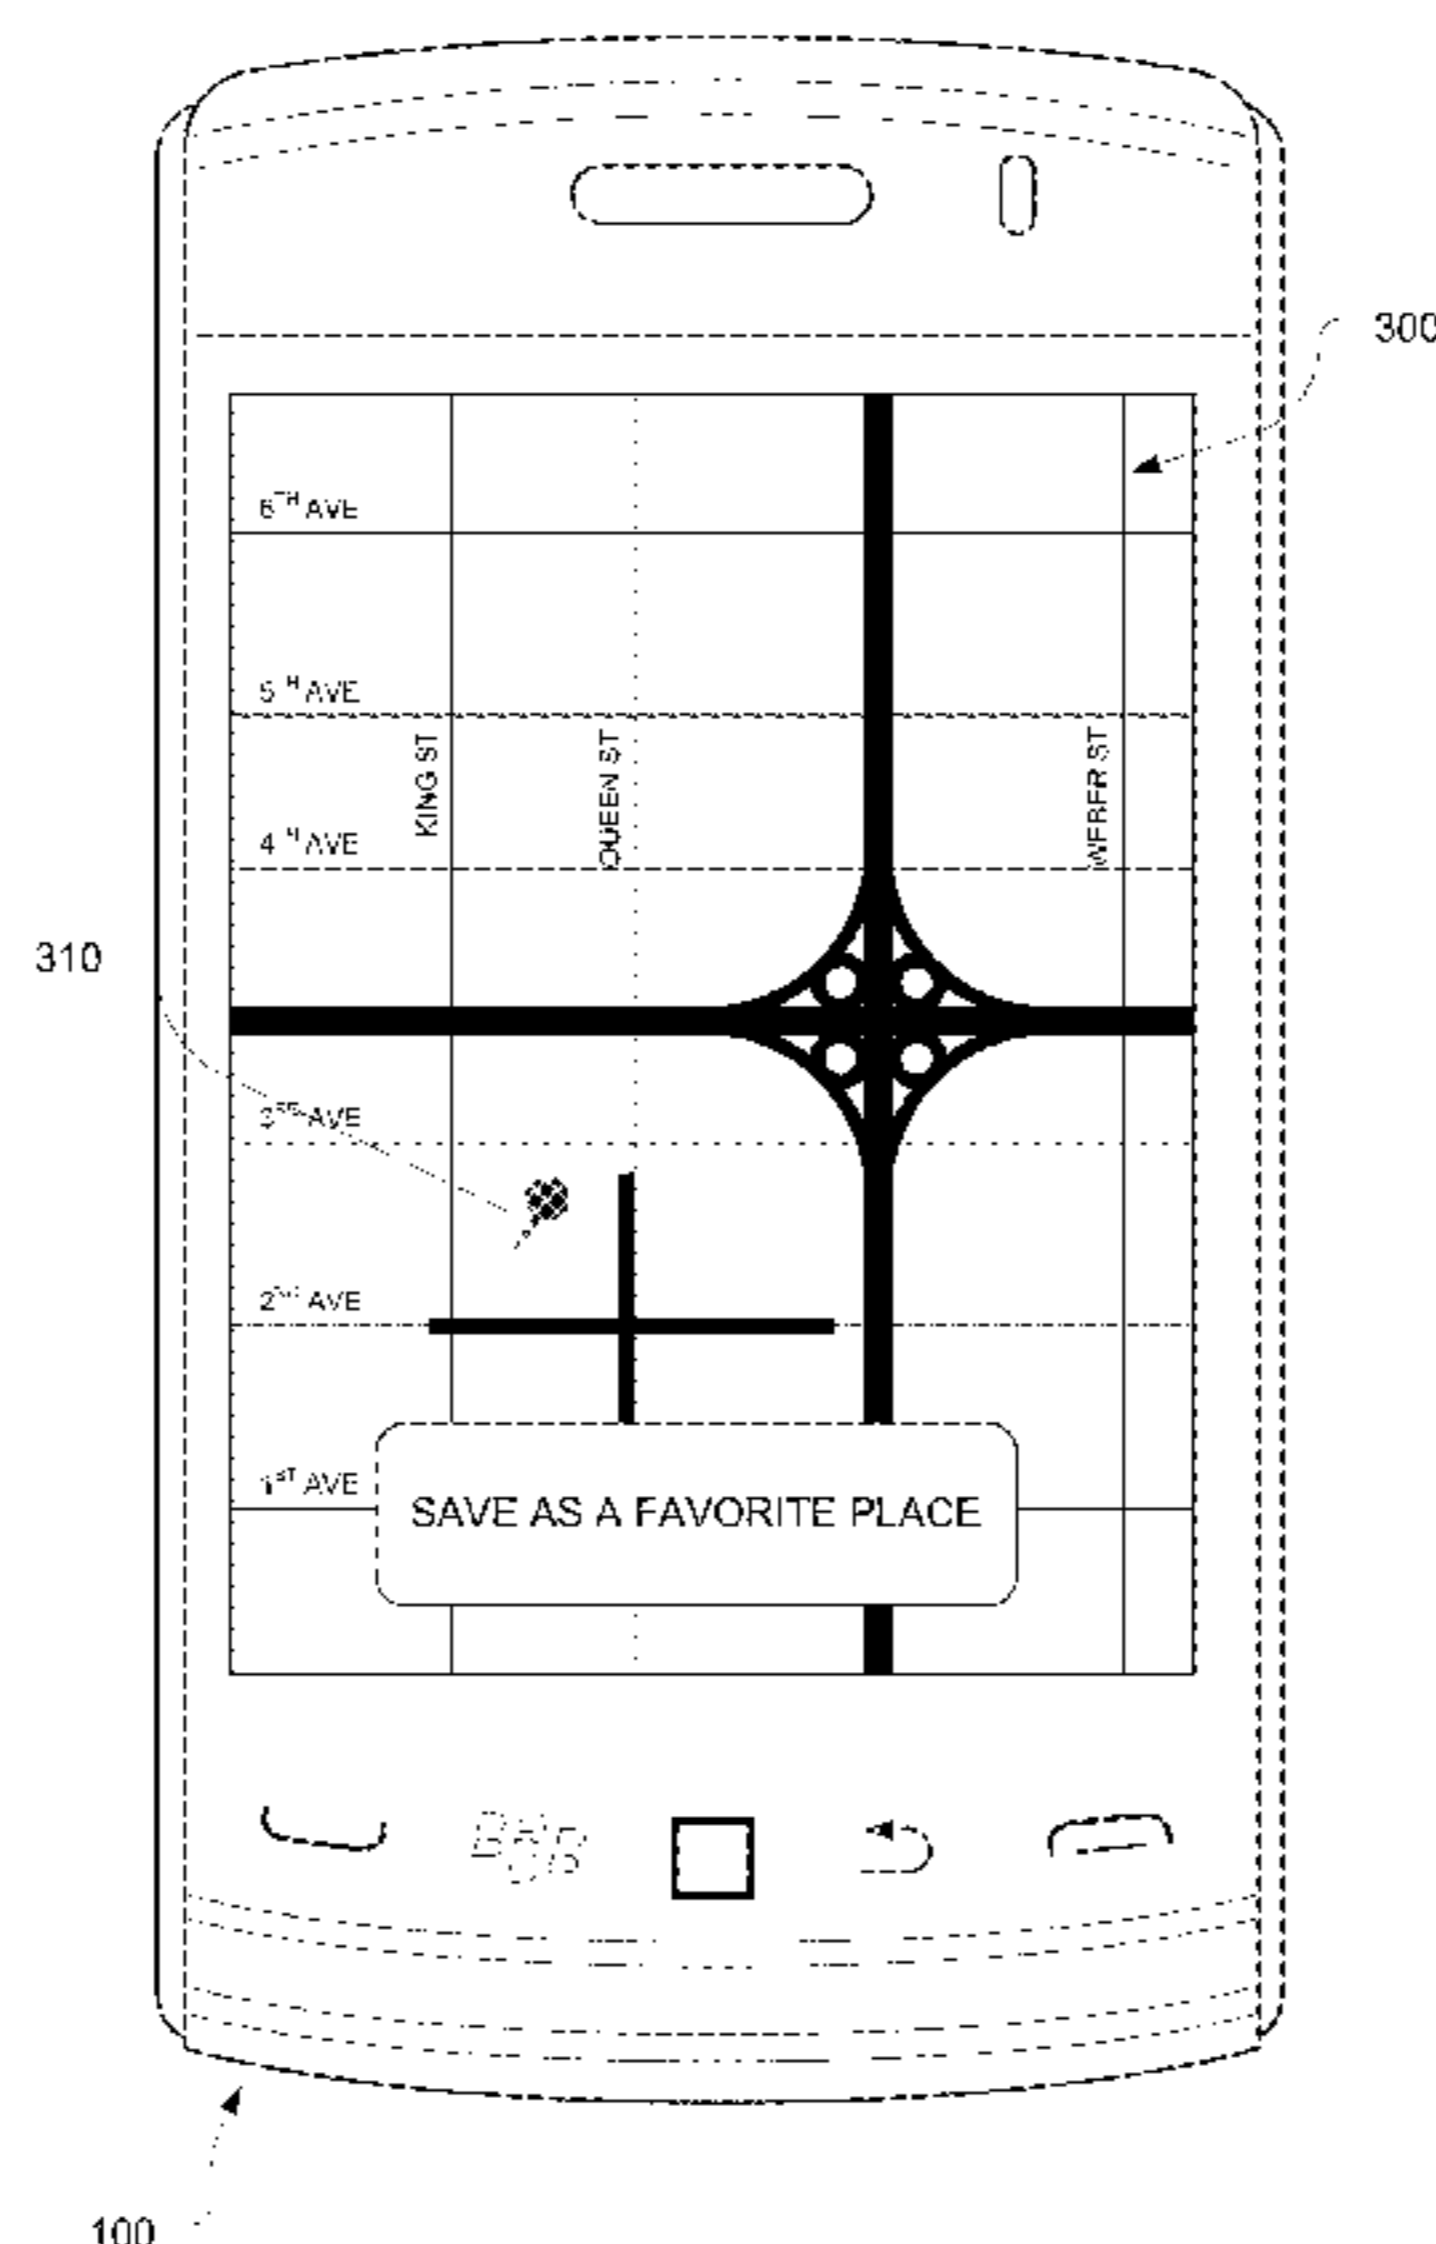 300
6TH AVE
5TH AVE
KING ST
QUEEN ST
WEBER ST
4TH AVE
310
3RD AVE
2ND AVE
1ST AVE
SAVE AS A FAVORITE PLACE
100